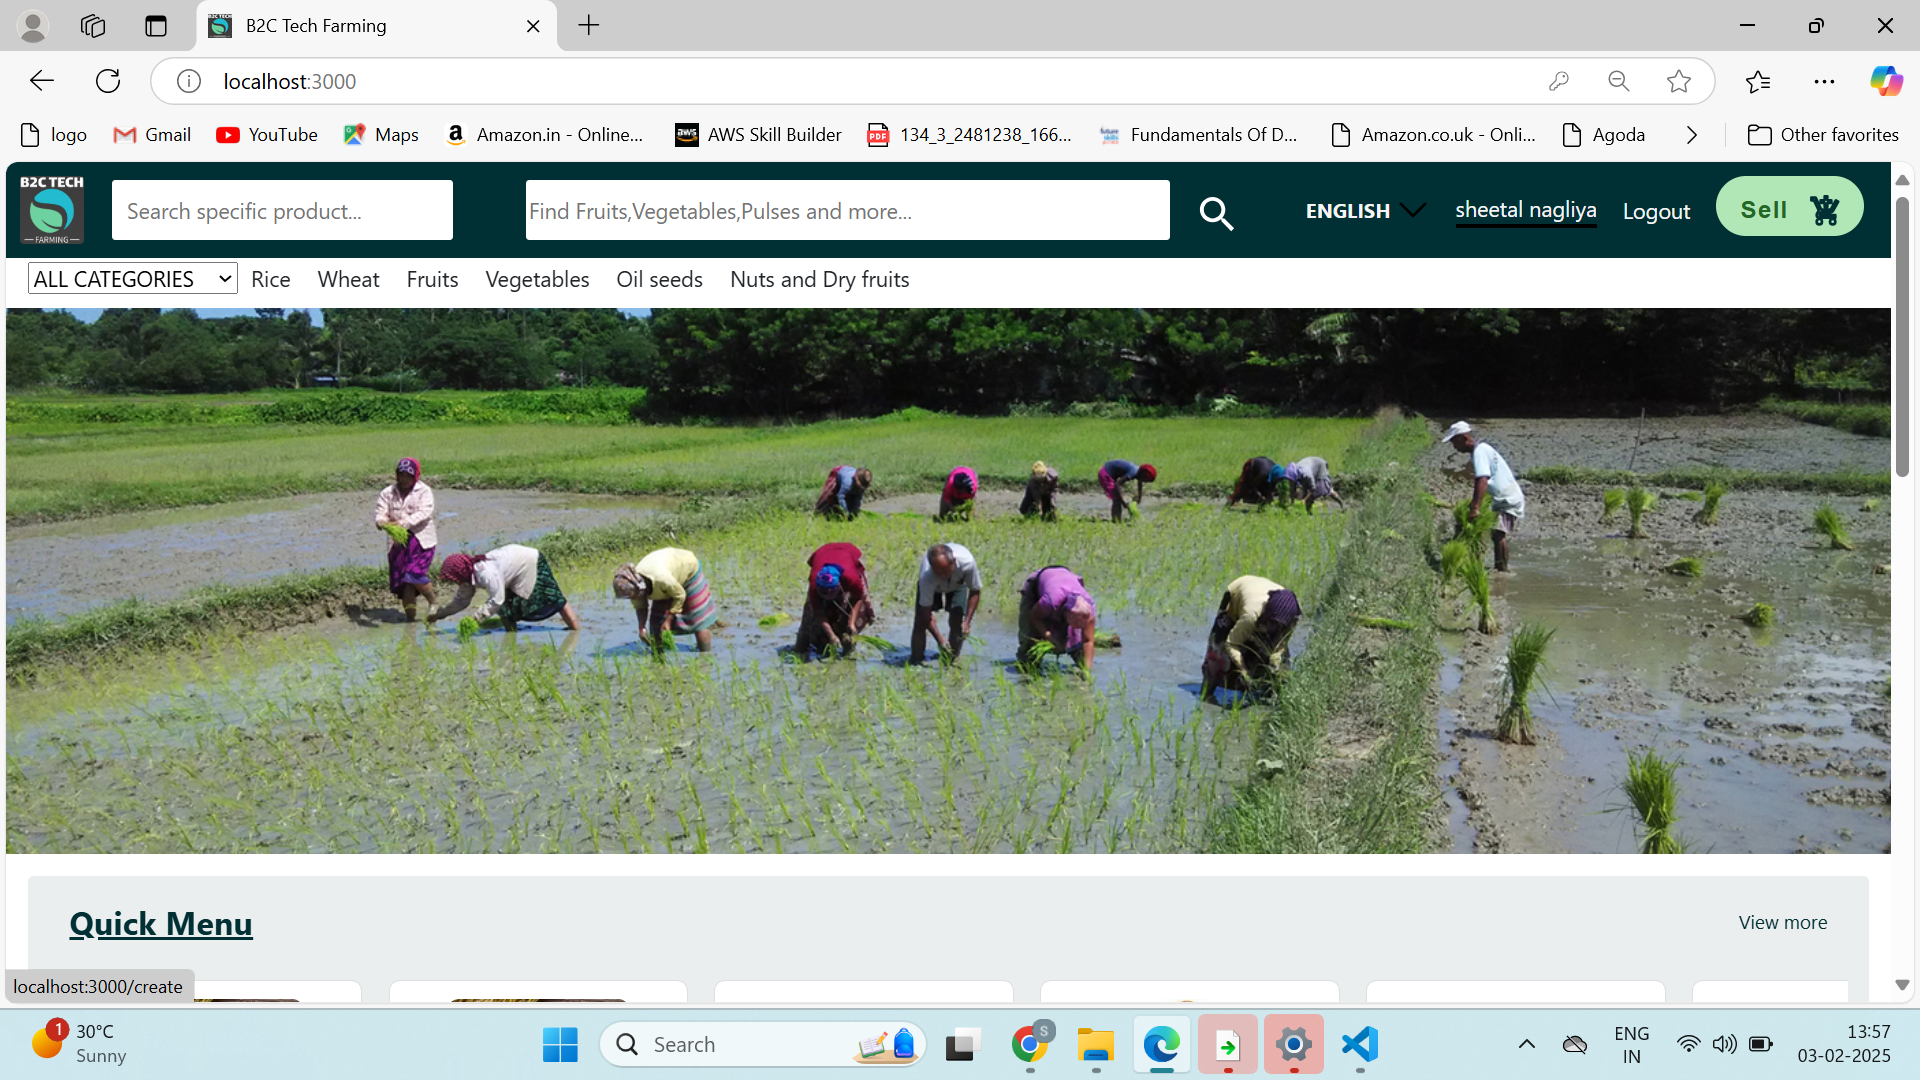 B2C Tech Farming
localhost:3000
logo
Gmail
YouTube
Maps
Amazon.in - Online...
AWS Skill Builder
134_3_2481238_166...
Fundamentals Of D...
Amazon.co.uk - Onli...
Agoda
Other favorites
B2C TECH
FARMING
Search specific product...
Find Fruits,Vegetables,Pulses and more...
ENGLISH
sheetal nagliya
Logout
Sell
ALL CATEGORIES
Rice
Wheat
Fruits
Vegetables
Oil seeds
Nuts and Dry fruits
Quick Menu
View more
localhost:3000/create
1
30°C
Sunny
Search
S
ENG
IN
13:57
03-02-2025